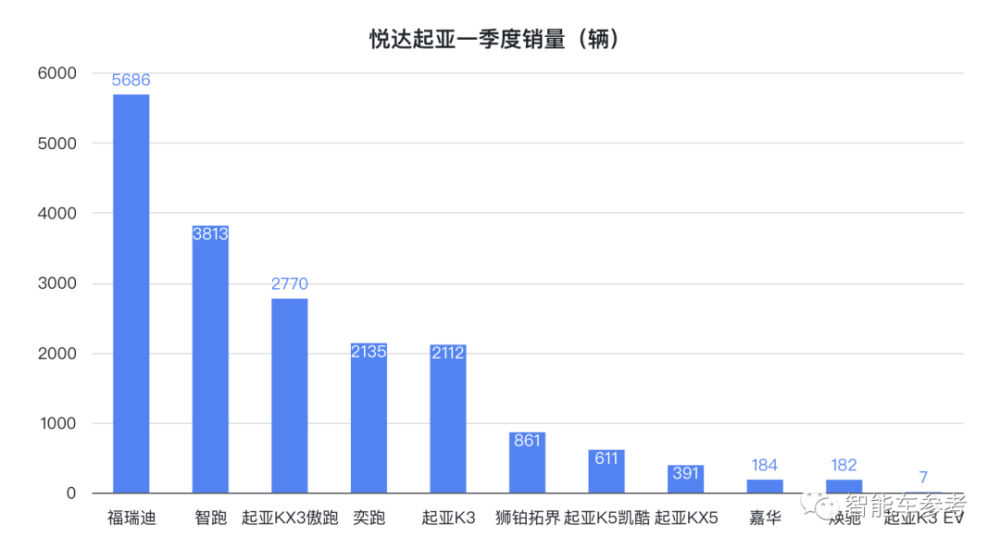 悦达起亚一季度销量（辆）
6000
5000
4000
3000
2000
1000
0
5686
3813
2770
2135
2112
861
611
391
184
182
7
福瑞迪
智跑
起亚KX3傲跑
奕跑
起亚K3
狮铂拓界
起亚K5凯酷
起亚KX5
嘉华
焕驰
起亚K3 EV
智能车参考